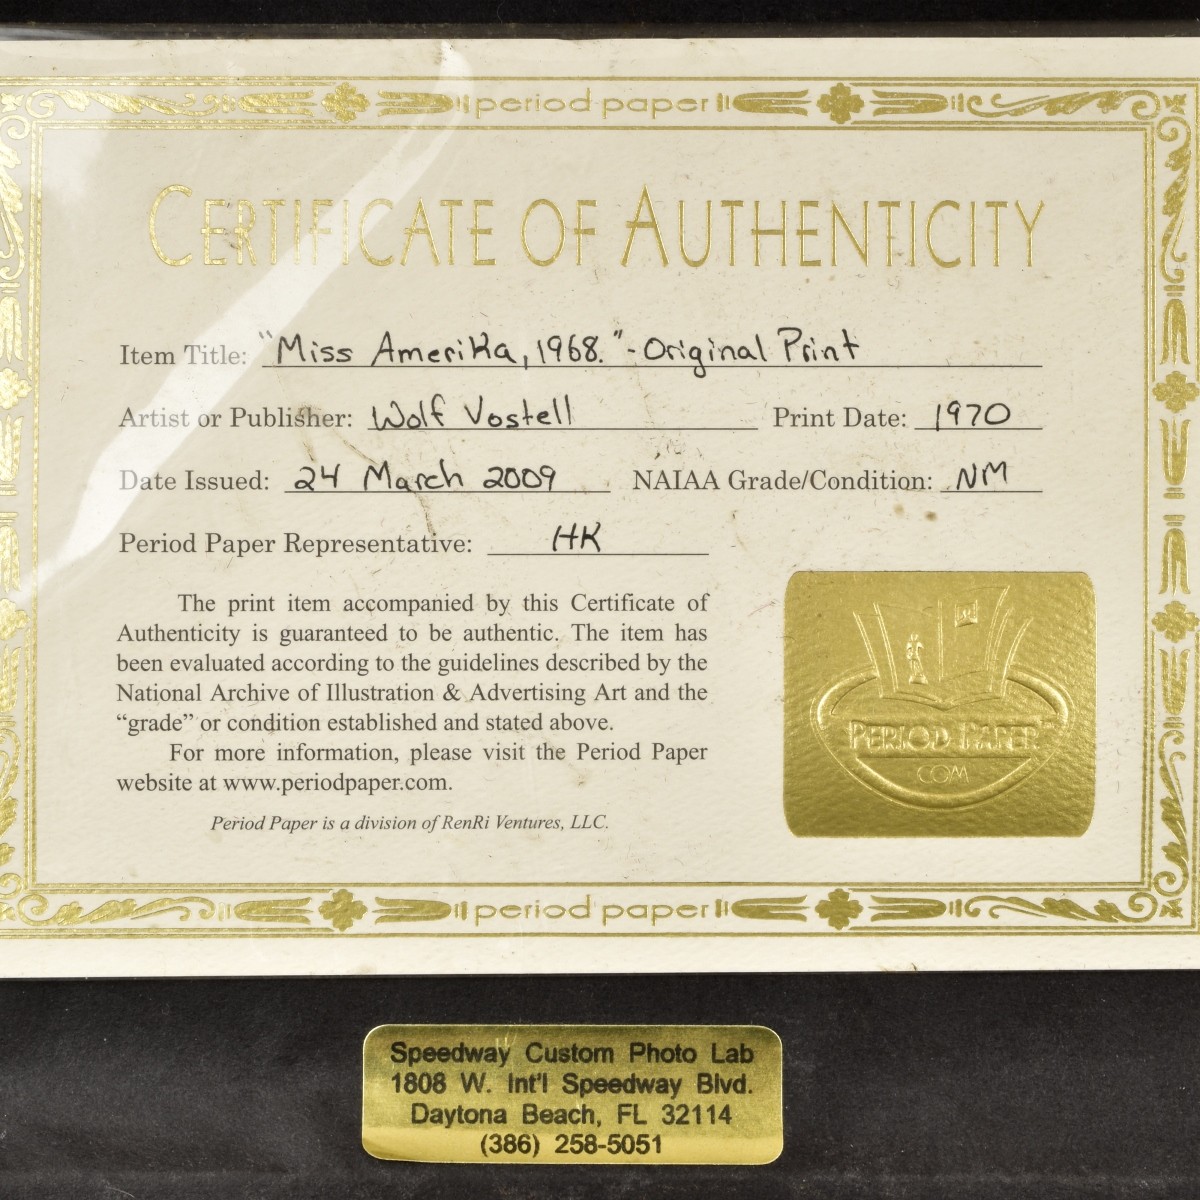 period paper
CERTIFICATE OF AUTHENTICITY
Item Title: "Miss Amerika, 1968." - Original Print
Artist or Publisher: Wolf Vostell Print Date: 1970
Date Issued: 24 March 2009 NAIAA Grade/Condition: NM
Period Paper Representative: HK
The print item accompanied by this Certificate of
Authenticity is guaranteed to be authentic. The item has
been evaluated according to the guidelines described by the
National Archive of Illustration & Advertising Art and the
“grade” or condition established and stated above.
For more information, please visit the Period Paper
website at www.periodpaper.com.
Period Paper is a division of RenRi Ventures, LLC.
PERIOD PAPER
.COM
period paper
Speedway Custom Photo Lab
1808 W. Int'l Speedway Blvd.
Daytona Beach, FL 32114
(386) 258-5051